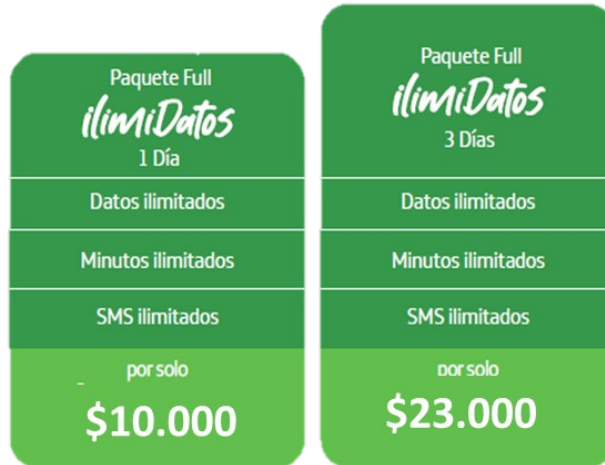 Paquete Full
ilimiDatos
1 Día
Datos ilimitados
Minutos ilimitados
SMS ilimitados
por solo
$10.000
Paquete Full
ilimiDatos
3 Días
Datos ilimitados
Minutos ilimitados
SMS ilimitados
por solo
$23.000